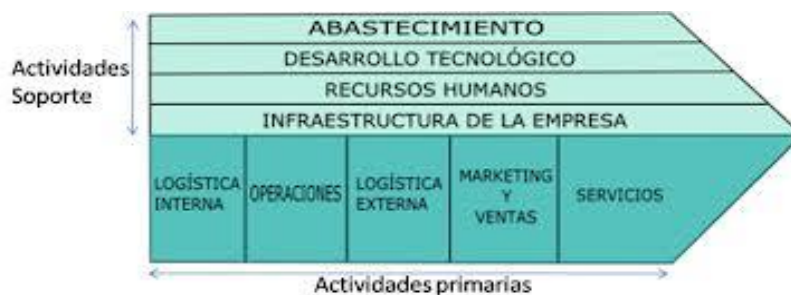 ABASTECIMIENTO
DESARROLLO TECNOLÓGICO
RECURSOS HUMANOS
INFRAESTRUCTURA DE LA EMPRESA
Actividades
Soporte
LOGÍSTICA
INTERNA
OPERACIONES
LOGÍSTICA
EXTERNA
MARKETING
Y
VENTAS
SERVICIOS
Actividades primarias